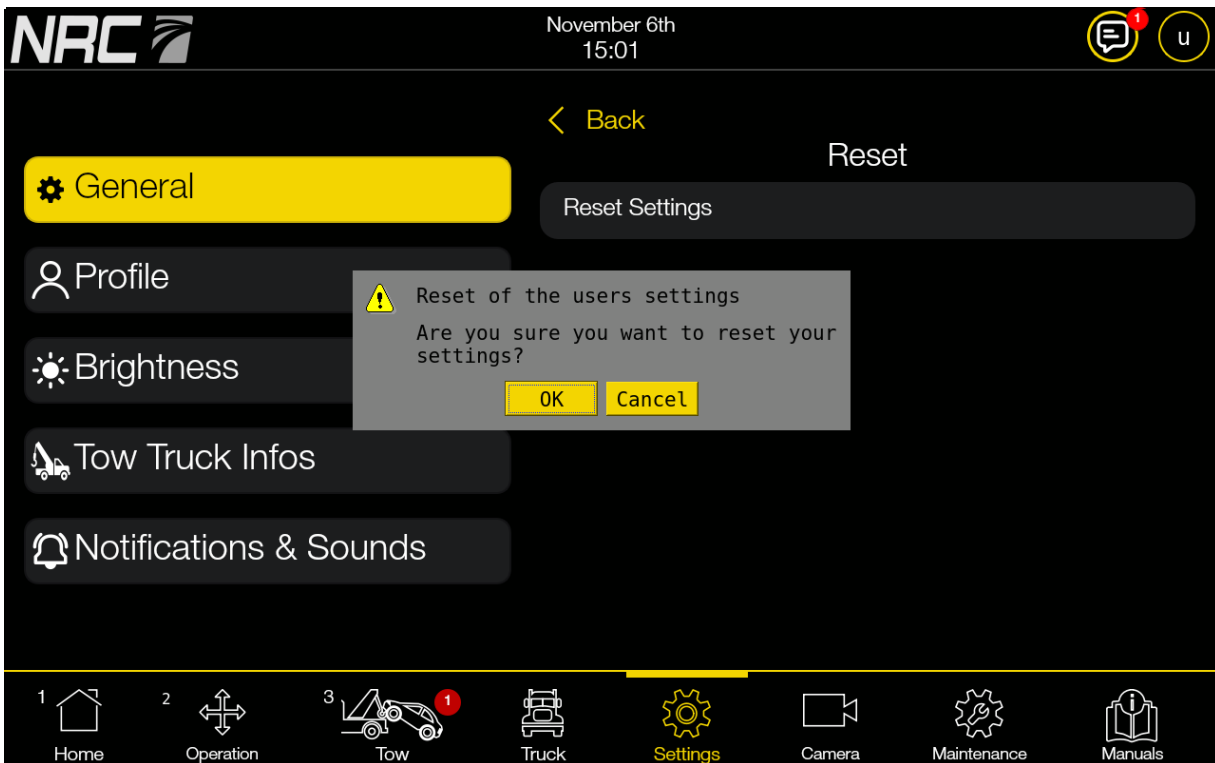 NRC
November 6th
15:01
1
u
Back
Reset
General
Reset Settings
Profile
Reset of the users settings
Are you sure you want to reset your
settings?
OK Cancel
Brightness
Tow Truck Infos
Notifications & Sounds
1 2 3 1
Home Operation Tow Truck Settings Camera Maintenance Manuals